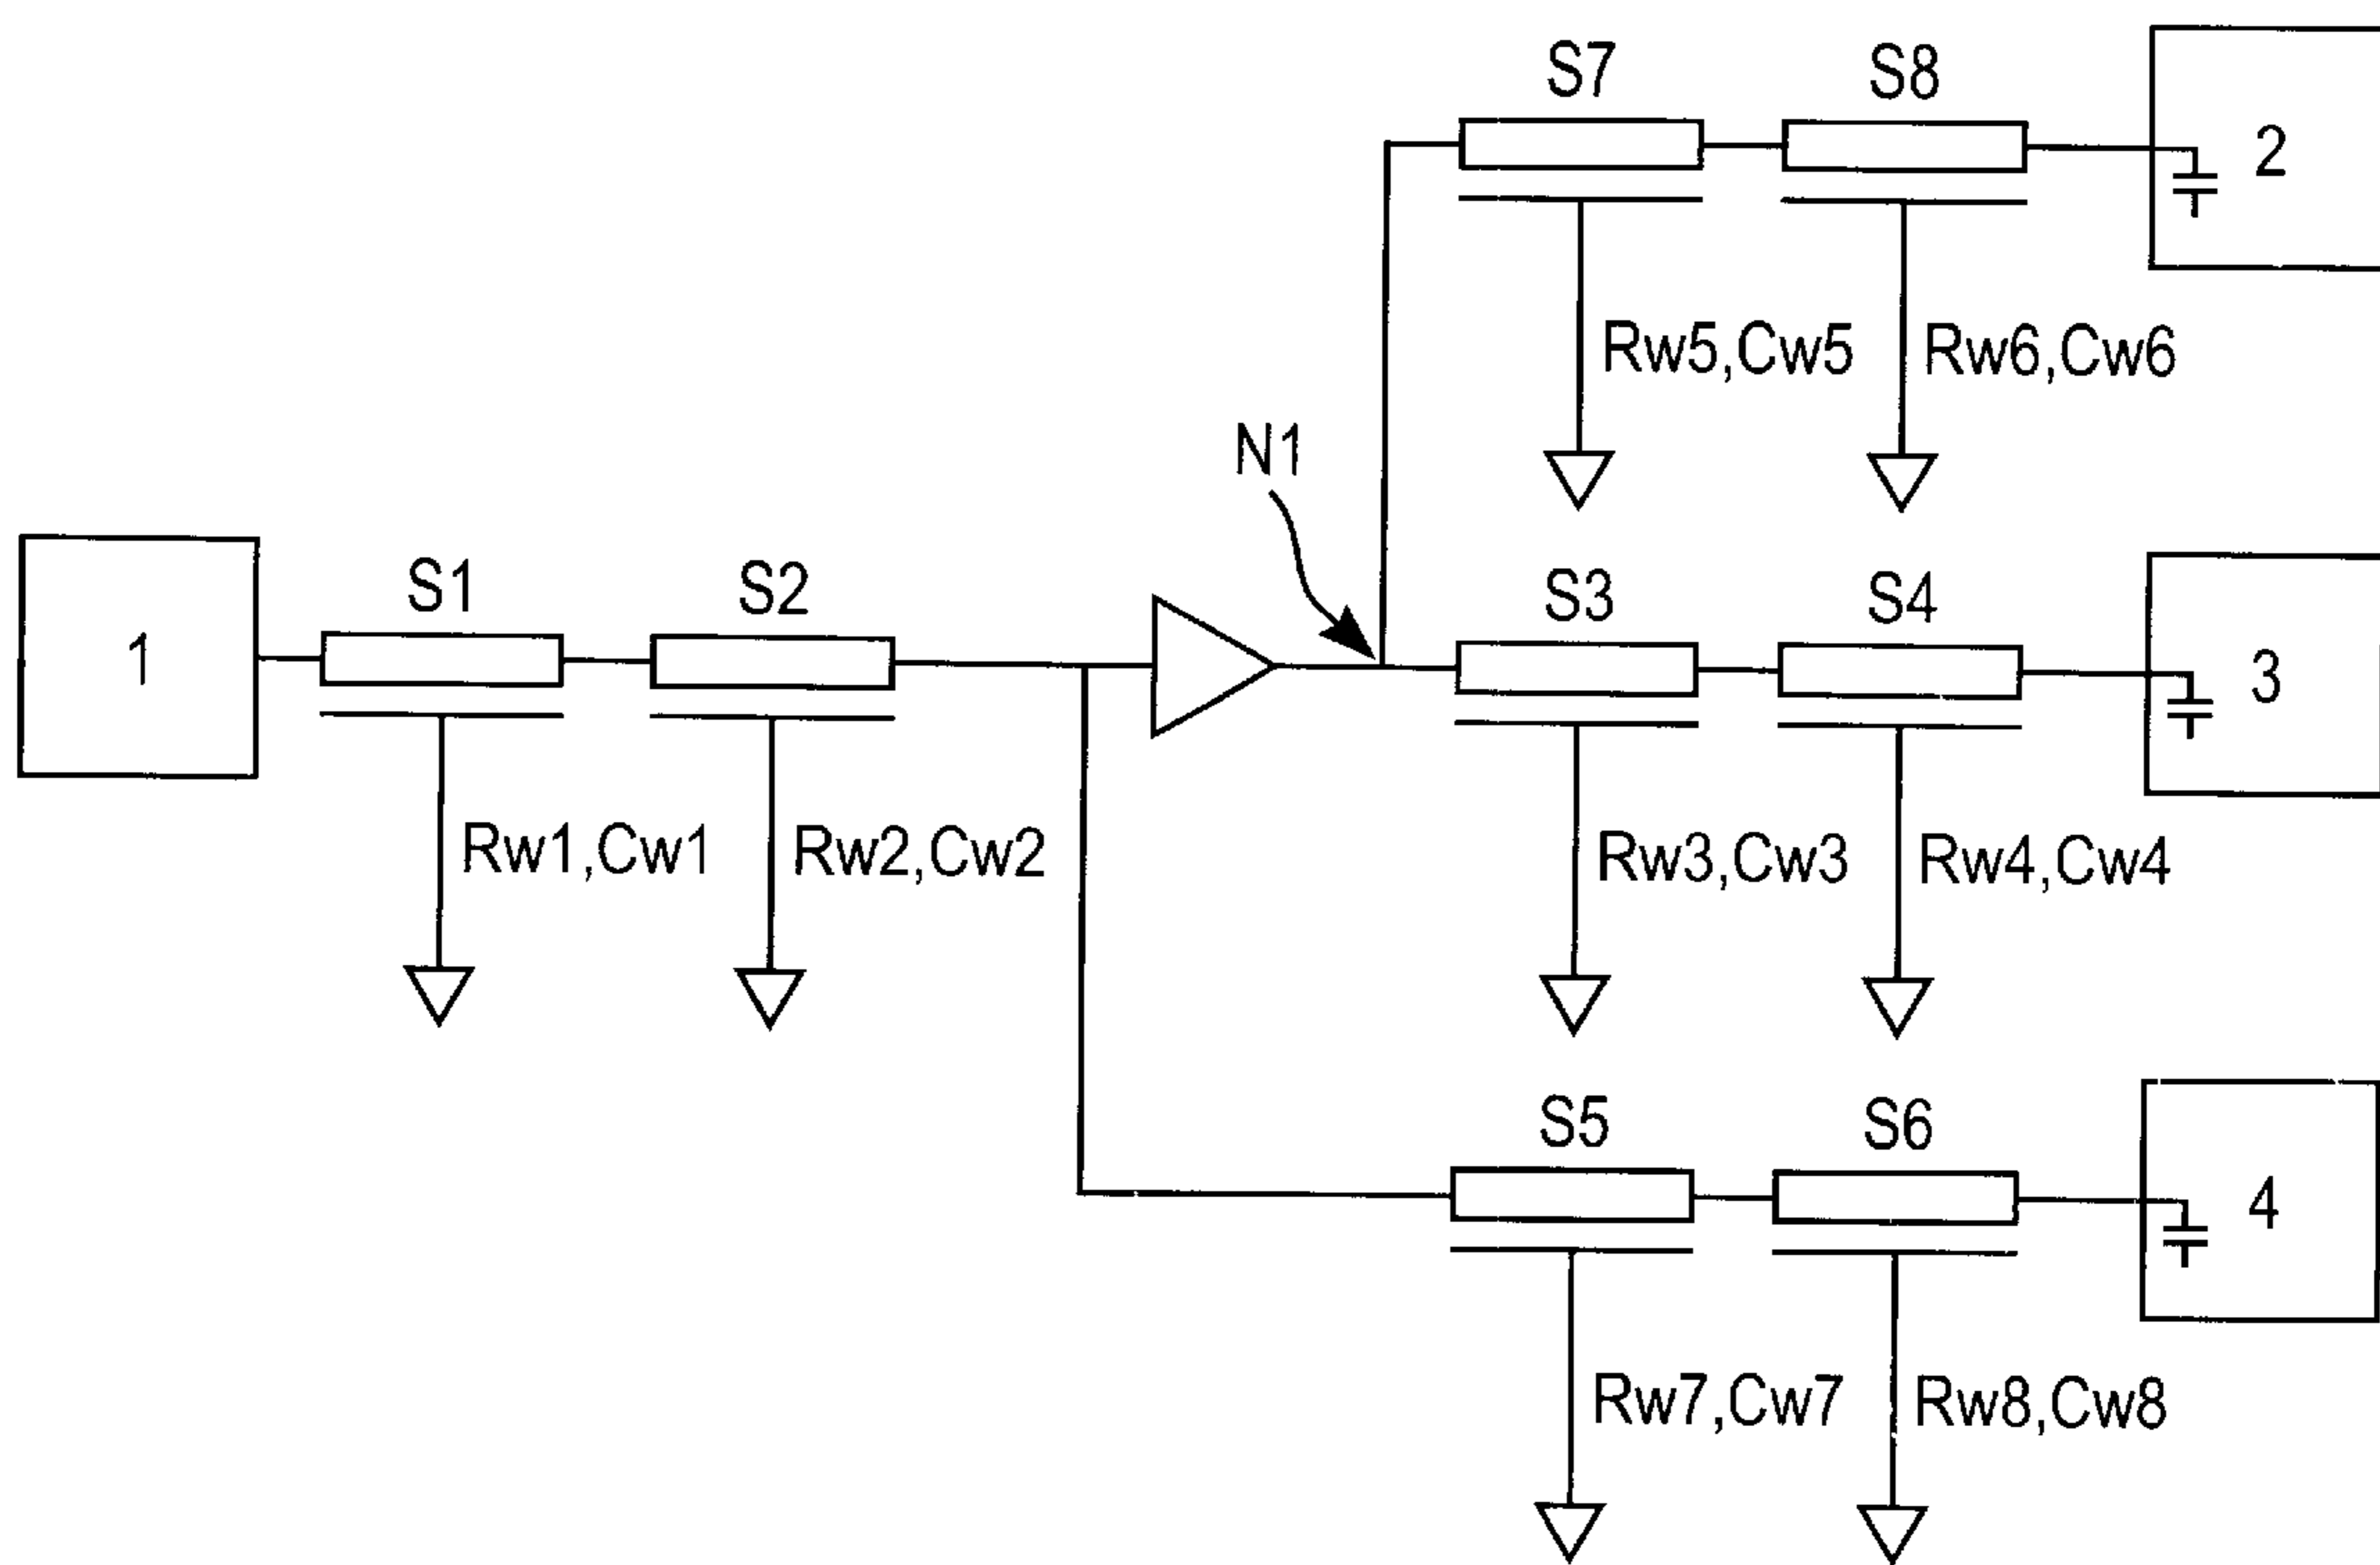 S7
S8
2
Rw5,Cw5
Rw6,Cw6
N1
1
S1
S2
S3
S4
3
Rw1,Cw1
Rw2,Cw2
Rw3,Cw3
Rw4,Cw4
S5
S6
4
Rw7,Cw7
Rw8,Cw8